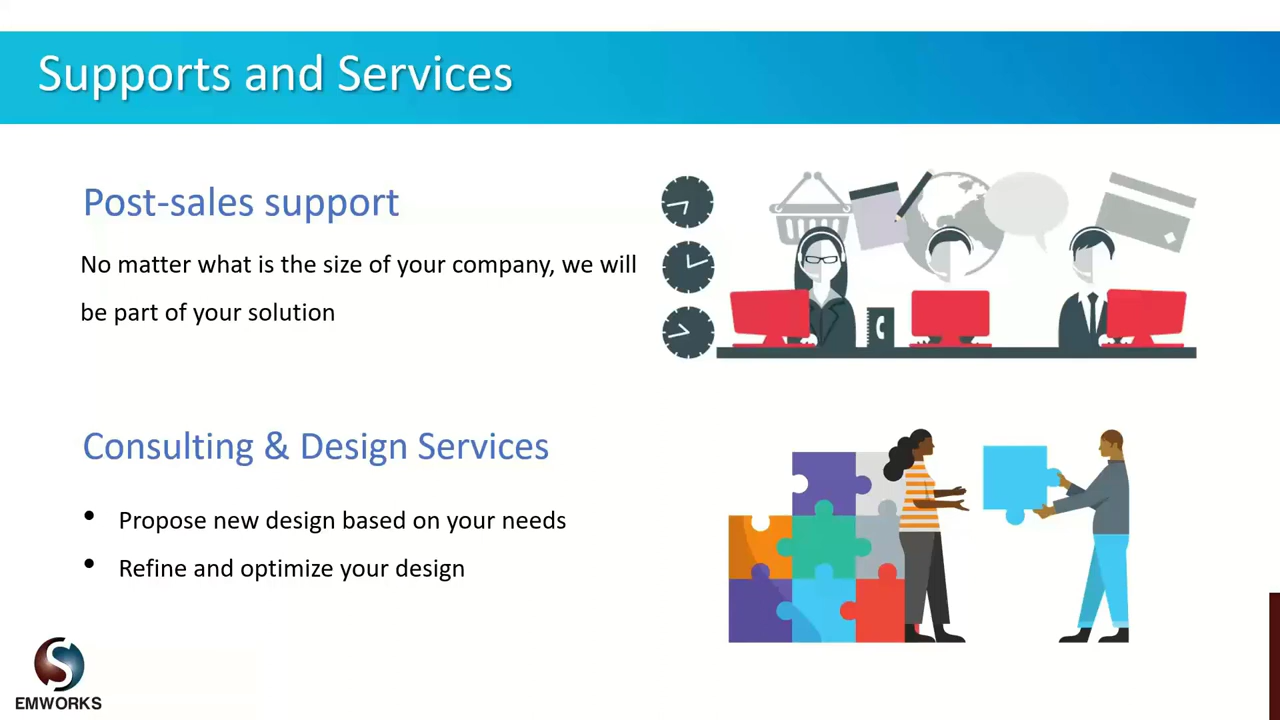 Supports and Services
Post-sales support
No matter what is the size of your company, we will
be part of your solution
Consulting & Design Services
• Propose new design based on your needs
• Refine and optimize your design
S
EMWORKS